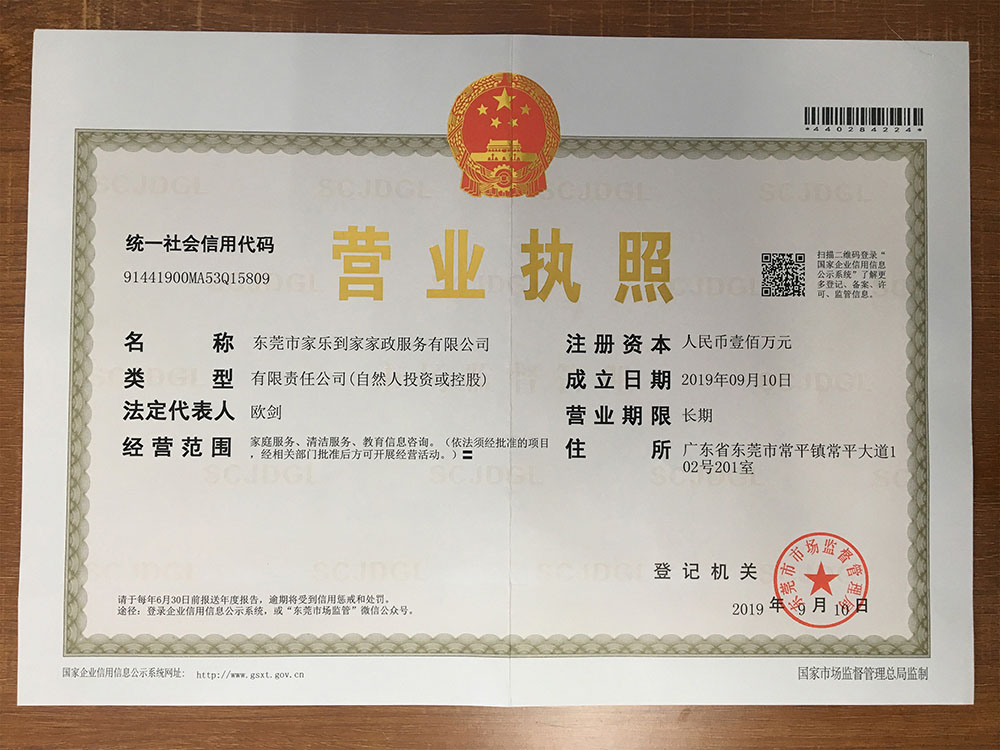 *440284224*
统一社会信用代码
91441900MA53Q15809
营业执照
扫描二维码登录“
国家企业信用信息
公示系统”了解更
多登记、备案、许
可、监管信息。
名称 东莞市家乐到家家政服务有限公司
类型 有限责任公司(自然人投资或控股)
法定代表人 欧剑
经营范围 家庭服务、清洁服务、教育信息咨询。（依法须经批准的项目
，经相关部门批准后方可开展经营活动。）〓
注册资本 人民币壹佰万元
成立日期 2019年09月10日
营业期限 长期
住所 广东省东莞市常平镇常平大道1
02号201室
登记机关
东莞市市场监督管理局
2019 年 9 月 10 日
请于每年6月30日前报送年度报告，逾期将受到信用惩戒和处罚。
途径：登录企业信用信息公示系统，或“东莞市场监管”微信公众号。
国家企业信用信息公示系统网址： http://www.gsxt.gov.cn
国家市场监督管理总局监制
SCJDGL